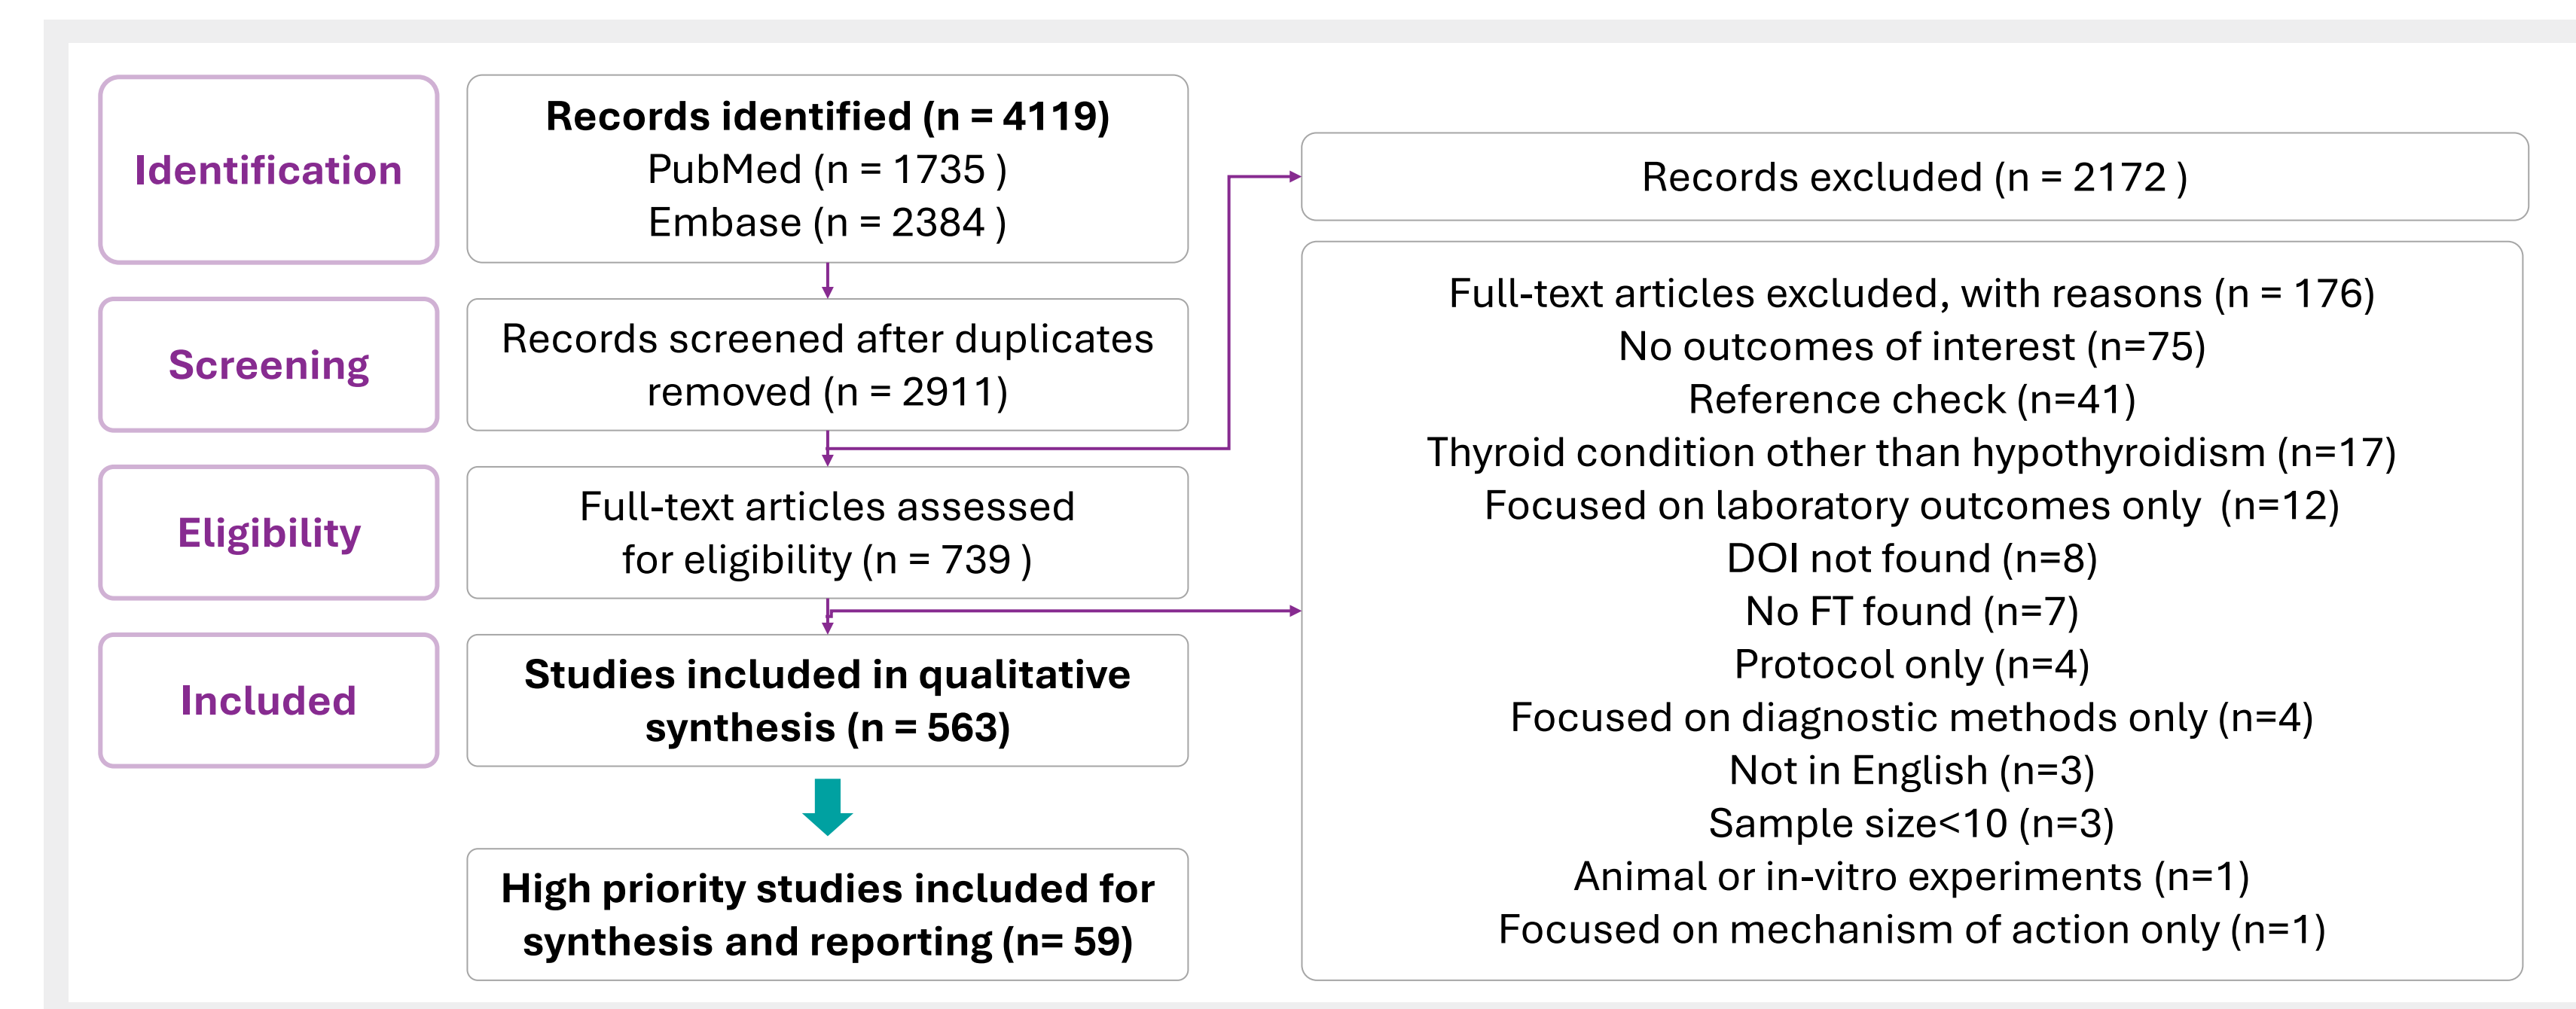 Identification
Records identified (n = 4119)
PubMed (n = 1735 )
Embase (n = 2384 )
Records excluded (n = 2172 )
Screening
Records screened after duplicates
removed (n = 2911)
Eligibility
Full-text articles assessed
for eligibility (n = 739 )
Included
Studies included in qualitative
synthesis (n = 563)
High priority studies included for
synthesis and reporting (n= 59)
Full-text articles excluded, with reasons (n = 176)
No outcomes of interest (n=75)
Reference check (n=41)
Thyroid condition other than hypothyroidism (n=17)
Focused on laboratory outcomes only  (n=12)
DOI not found (n=8)
No FT found (n=7)
Protocol only (n=4)
Focused on diagnostic methods only (n=4)
Not in English (n=3)
Sample size<10 (n=3)
Animal or in-vitro experiments (n=1)
Focused on mechanism of action only (n=1)